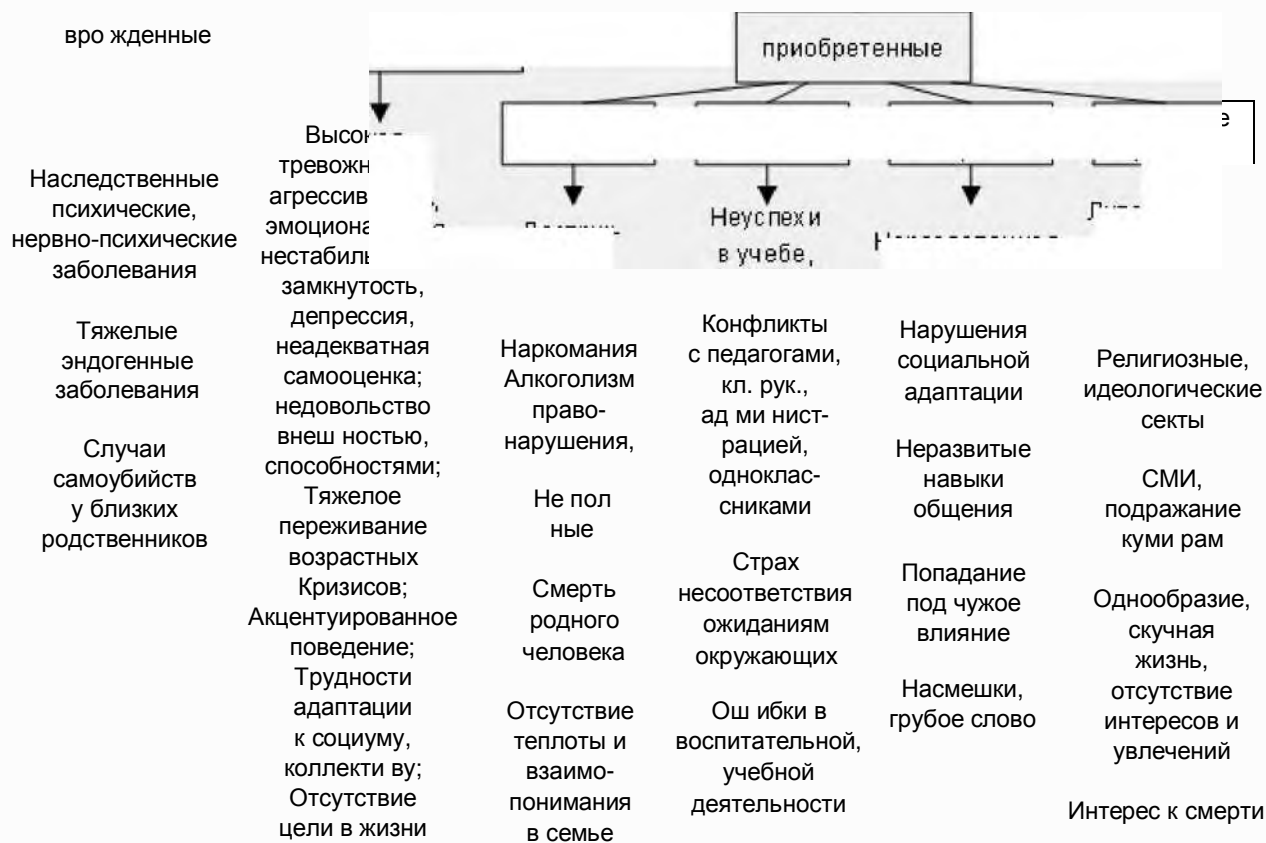 вро жденные
приобретенные
Наследственные
психические,
нервно-психические
заболевания
Тяжелые
эндогенные
заболевания
Случаи
самоубийств
у близких
родственников
замкнутость,
депрессия,
неадекватная
самооценка;
недовольство
внеш ностью,
способностями;
Тяжелое
переживание
возрастных
Кризисов;
Акцентуированное
поведение;
Трудности
адаптации
к социуму,
коллекти ву;
Отсутствие
цели в жизни
Наркомания
Алкоголизм
право-
нарушения,
Не пол
ные
Смерть
родного
человека
Отсутствие
теплоты и
взаимо-
понимания
в семье
Неуспехи
в учебе,
Конфликты
с педагогами,
кл. рук.,
ад ми нист-
рацией,
одноклас-
сниками
Страх
несоответствия
ожиданиям
окружающих
Ош ибки в
воспитательной,
учебной
деятельности
Нарушения
социальной
адаптации
Неразвитые
навыки
общения
Попадание
под чужое
влияние
Насмешки,
грубое слово
Религиозные,
идеологические
секты
СМИ,
подражание
куми рам
Однообразие,
скучная
жизнь,
отсутствие
интересов и
увлечений
Интерес к смерти